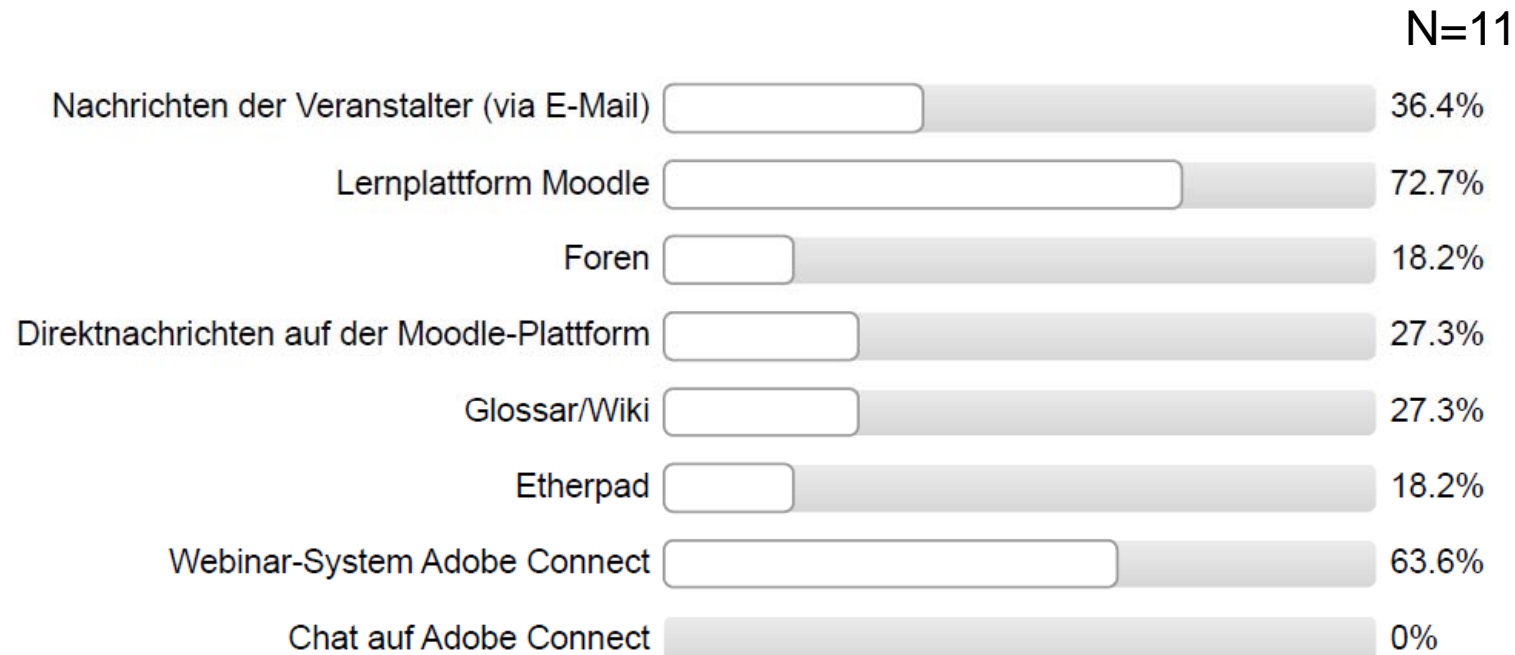 N=11
Nachrichten der Veranstalter (via E-Mail) 36.4%
Lernplattform Moodle 72.7%
Foren 18.2%
Direktnachrichten auf der Moodle-Plattform 27.3%
Glossar/Wiki 27.3%
Etherpad 18.2%
Webinar-System Adobe Connect 63.6%
Chat auf Adobe Connect 0%